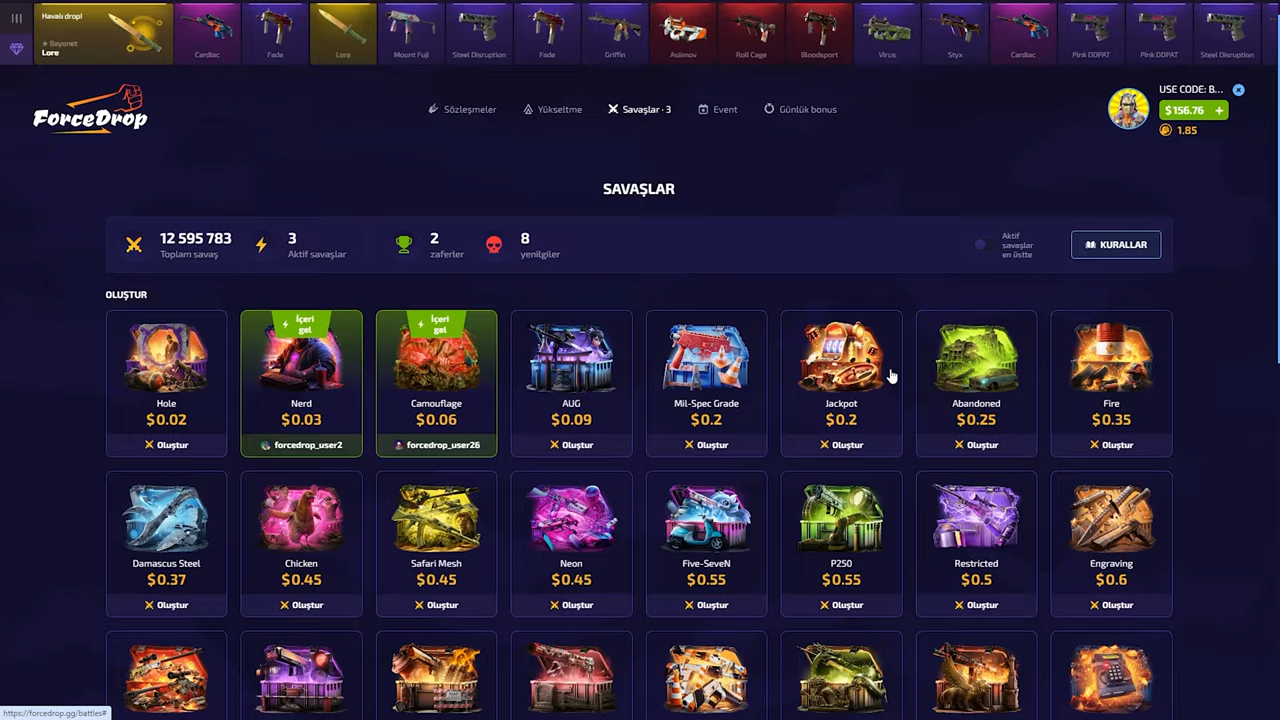 Havalı drop!
★ Bayonet
Lore
Cardiac
Fade
Lore
Mount Fuji
Steel Disruption
Fade
Griffin
Asiimov
Roll Cage
Bloodsport
Virus
Styx
Cardiac
Pink DDPAT
Pink DDPAT
Steel Disruption
ForceDrop
Sözleşmeler
Yükseltme
Savaşlar · 3
Event
Günlük bonus
USE CODE: B...
$156.76 +
1.85
SAVAŞLAR
12 595 783
Toplam savaş
3
Aktif savaşlar
2
zaferler
8
yenilgiler
Aktif
savaşlar
en üstte
KURALLAR
OLUŞTUR
İçeri
gel
İçeri
gel
Hole
Nerd
Camouflage
AUG
Mil-Spec Grade
Jackpot
Abandoned
Fire
$0.02
$0.03
$0.06
$0.09
$0.2
$0.2
$0.25
$0.35
Oluştur
forcedrop_user2
forcedrop_user26
Oluştur
Oluştur
Oluştur
Oluştur
Oluştur
Damascus Steel
Chicken
Safari Mesh
Neon
Five-SeveN
P250
Restricted
Engraving
$0.37
$0.45
$0.45
$0.45
$0.55
$0.55
$0.5
$0.6
Oluştur
Oluştur
Oluştur
Oluştur
Oluştur
Oluştur
Oluştur
Oluştur
https://forcedrop.gg/battles#